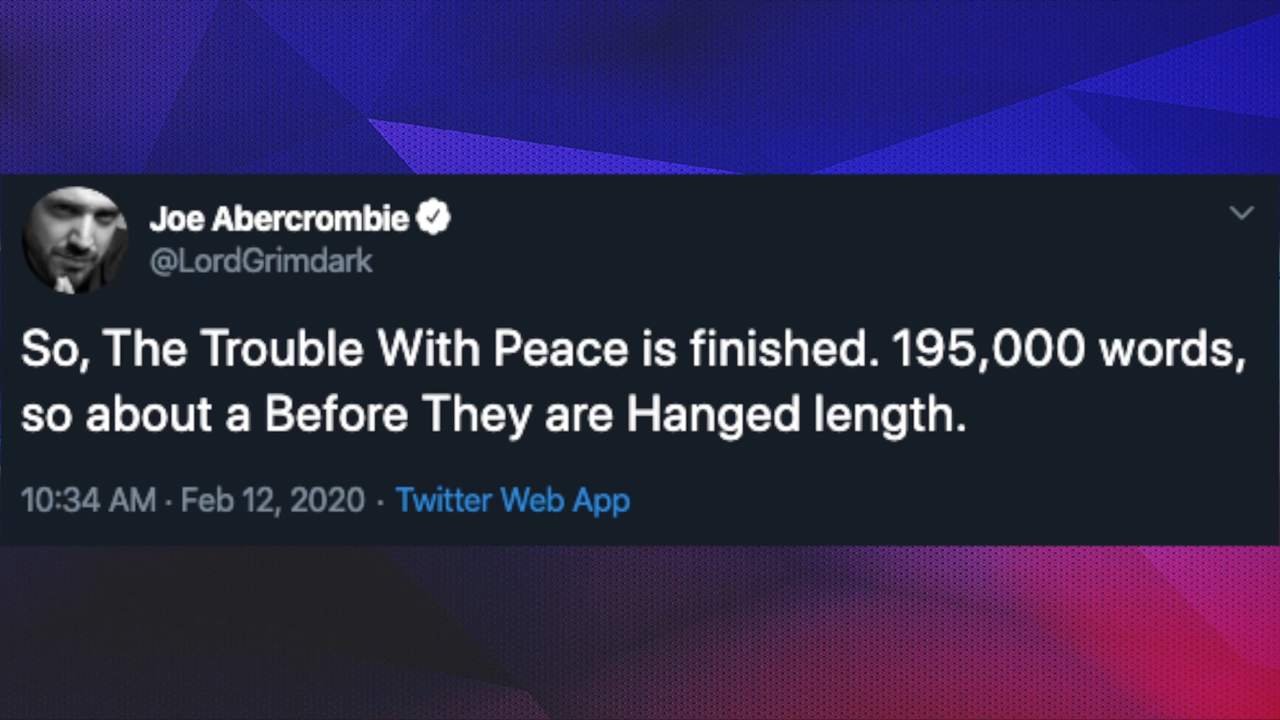 Joe Abercrombie
@LordGrimdark
So, The Trouble With Peace is finished. 195,000 words,
so about a Before They are Hanged length.
10:34 AM · Feb 12, 2020 · Twitter Web App